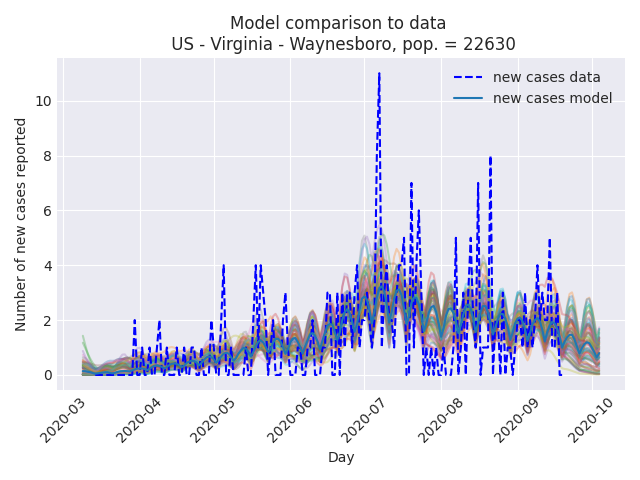 Model comparison to data
US - Virginia - Waynesboro, pop. = 22630
new cases data
new cases model
Number of new cases reported
10
8
6
4
2
0
2020-03
2020-04
2020-05
2020-06
2020-07
2020-08
2020-09
2020-10
Day